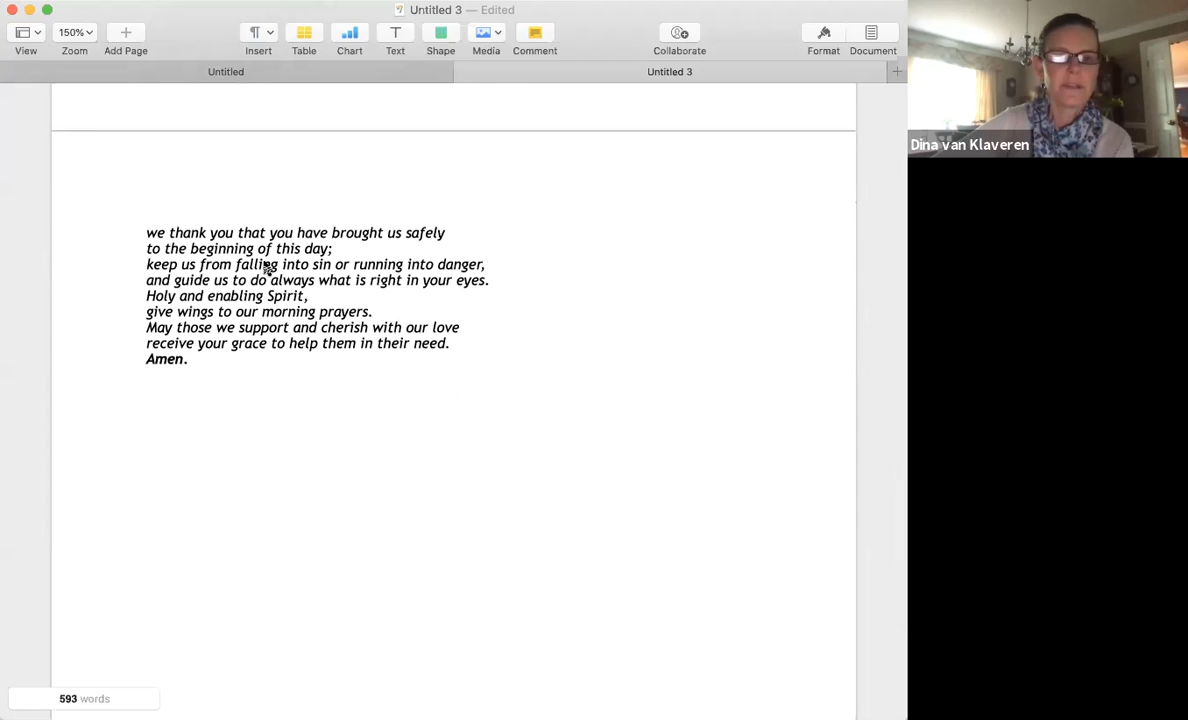 Untitled 3 — Edited
150%
View
Zoom
Add Page
Insert
Table
Chart
Text
Shape
Media
Comment
Collaborate
Format
Document
Untitled
Untitled 3
Dina van Klaveren
we thank you that you have brought us safely
to the beginning of this day;
keep us from falling into sin or running into danger,
and guide us to do always what is right in your eyes.
Holy and enabling Spirit,
give wings to our morning prayers.
May those we support and cherish with our love
receive your grace to help them in their need.
Amen.
593 words